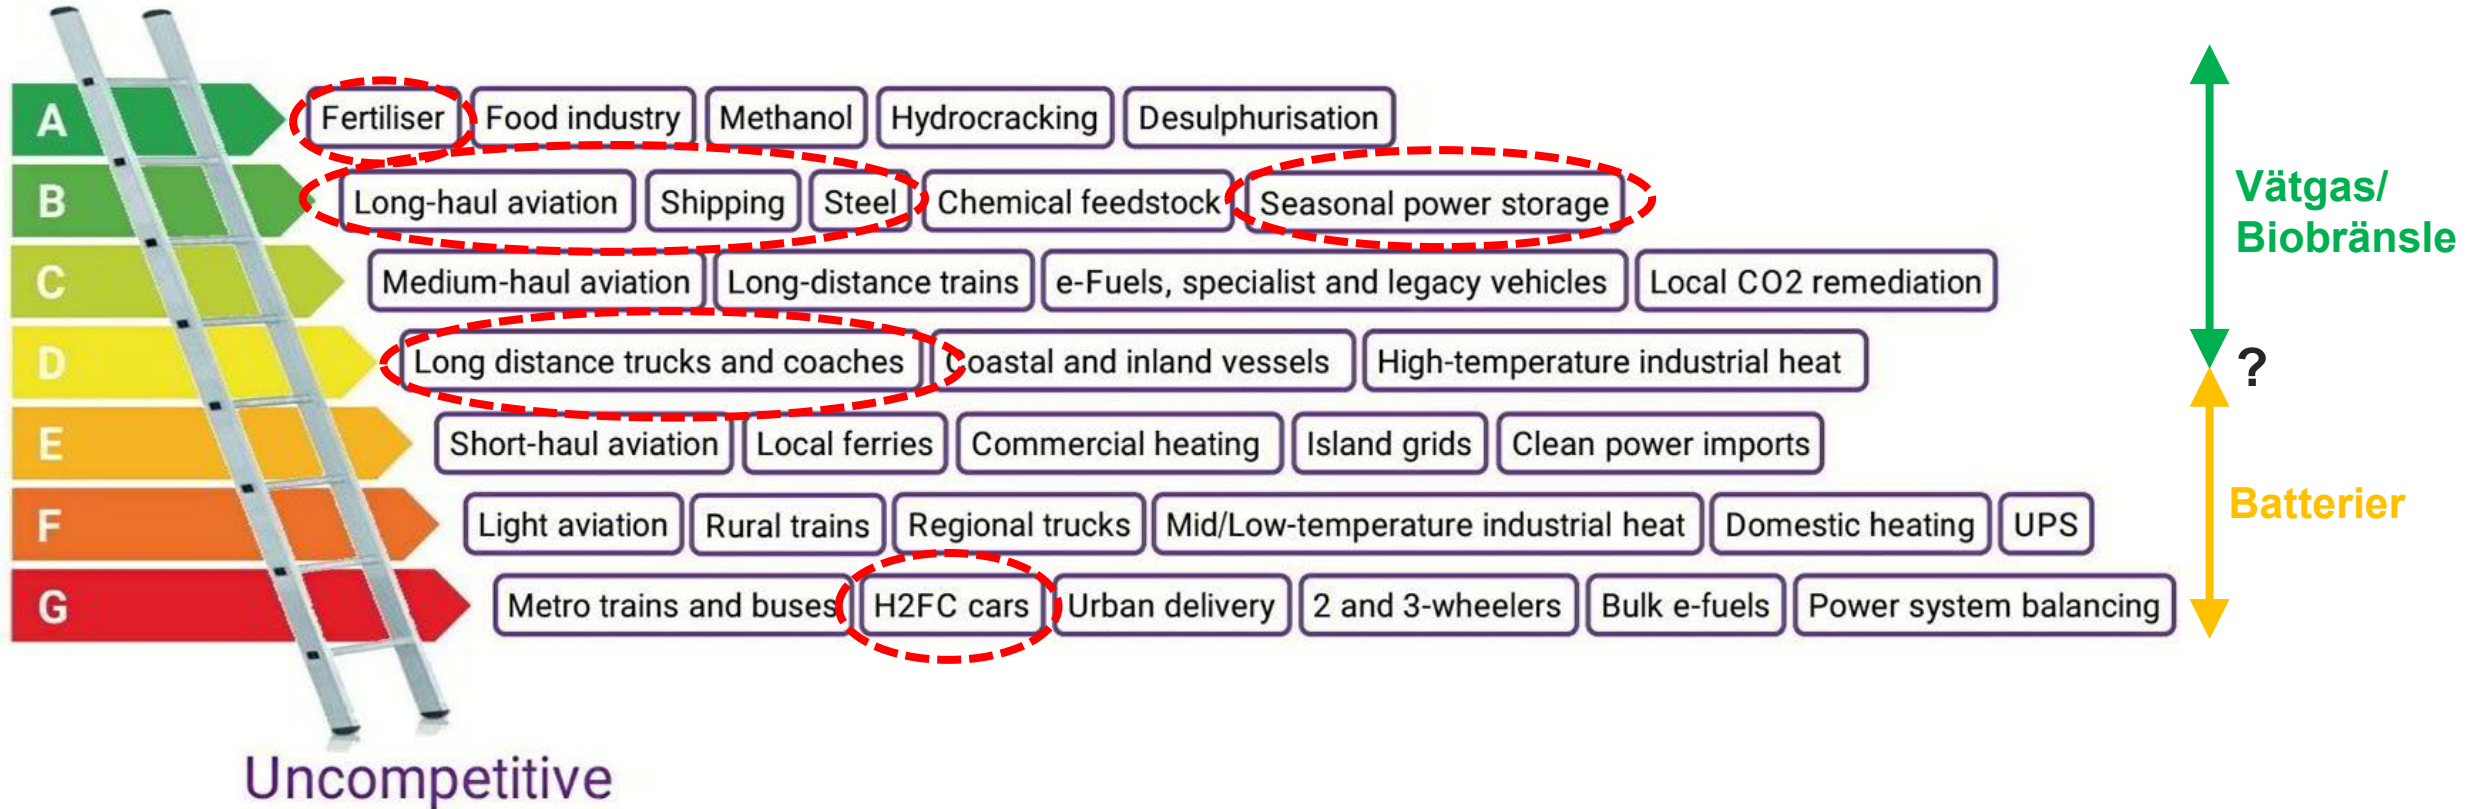 A Fertiliser Food industry Methanol Hydrocracking Desulphurisation
B Long-haul aviation Shipping Steel Chemical feedstock Seasonal power storage
C Medium-haul aviation Long-distance trains e-Fuels, specialist and legacy vehicles Local CO2 remediation
D Long distance trucks and coaches Coastal and inland vessels High-temperature industrial heat
E Short-haul aviation Local ferries Commercial heating Island grids Clean power imports
F Light aviation Rural trains Regional trucks Mid/Low-temperature industrial heat Domestic heating UPS
G Metro trains and buses H2FC cars Urban delivery 2 and 3-wheelers Bulk e-fuels Power system balancing
Uncompetitive
Vätgas/
Biobränsle
?
Batterier